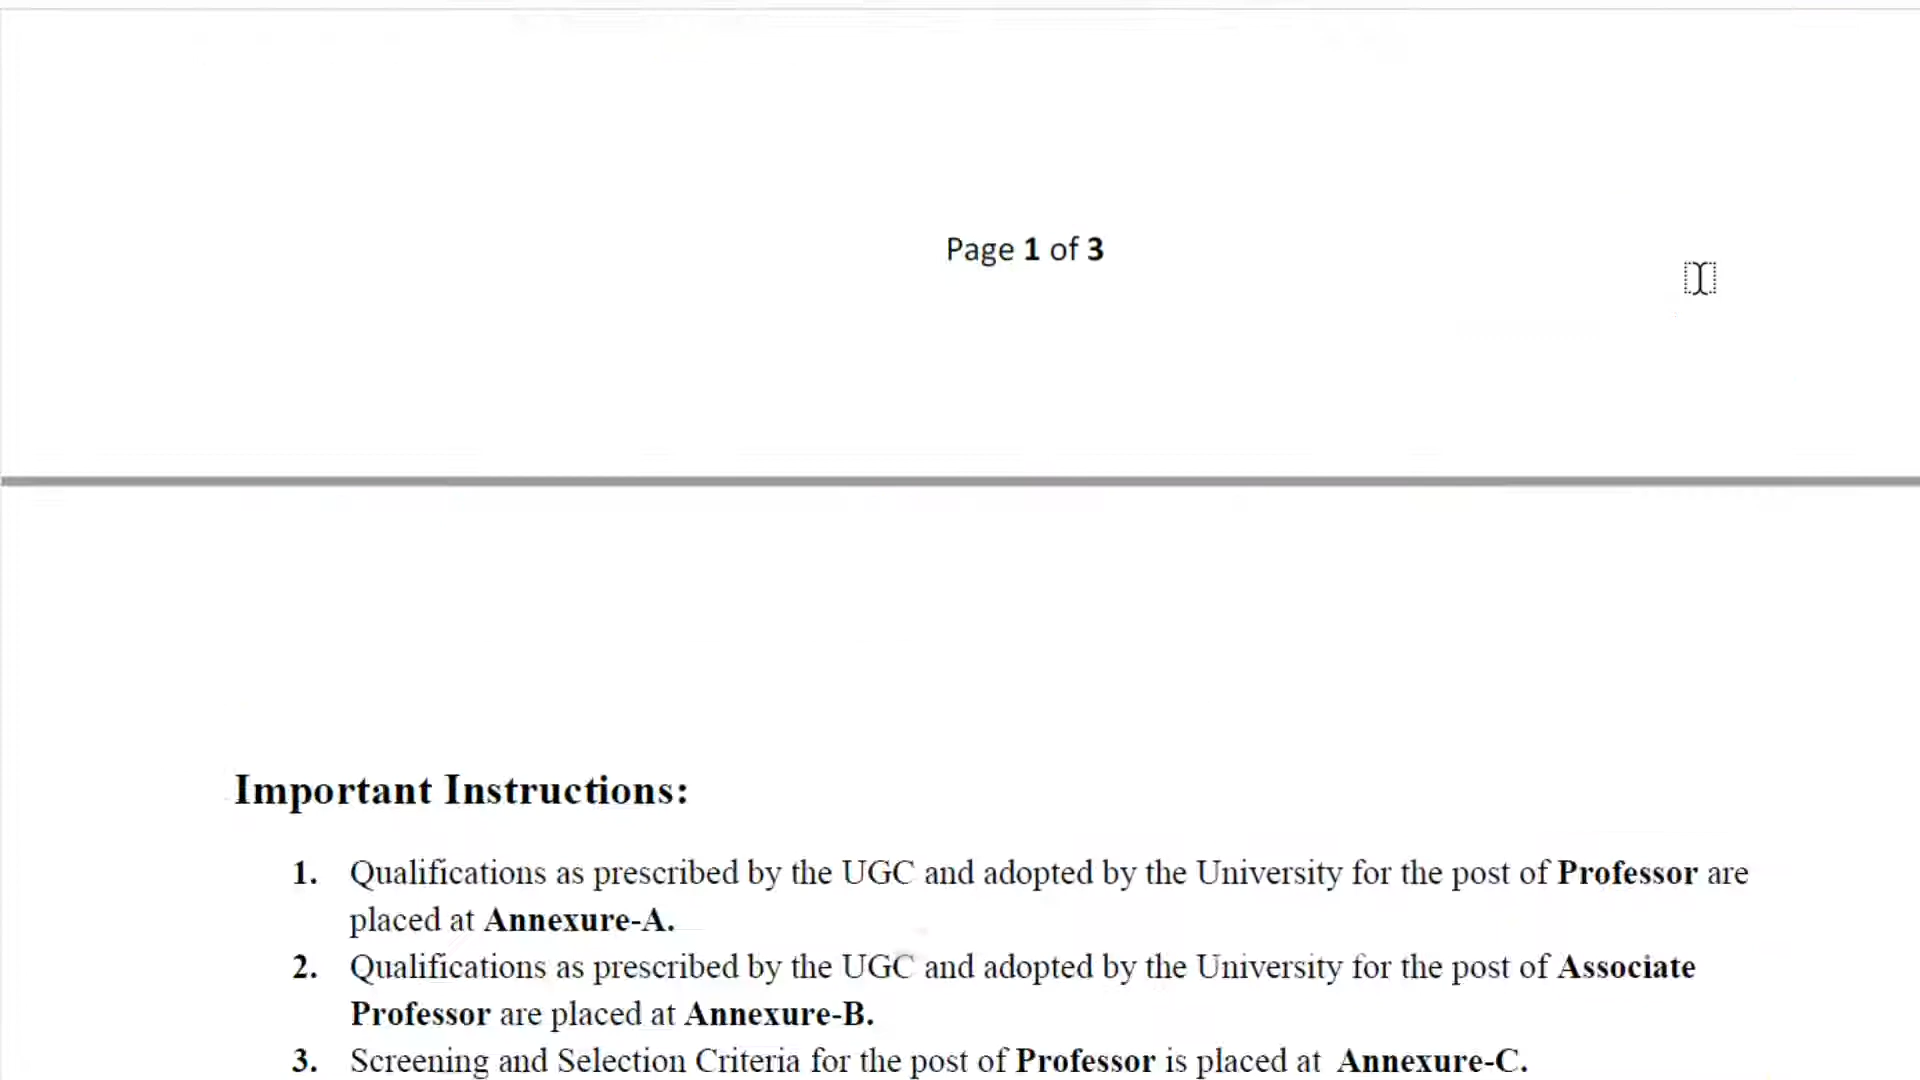 Page 1 of 3
Important Instructions:
1. Qualifications as prescribed by the UGC and adopted by the University for the post of Professor are
placed at Annexure-A.
2. Qualifications as prescribed by the UGC and adopted by the University for the post of Associate
Professor are placed at Annexure-B.
3. Screening and Selection Criteria for the post of Professor is placed at Annexure-C.